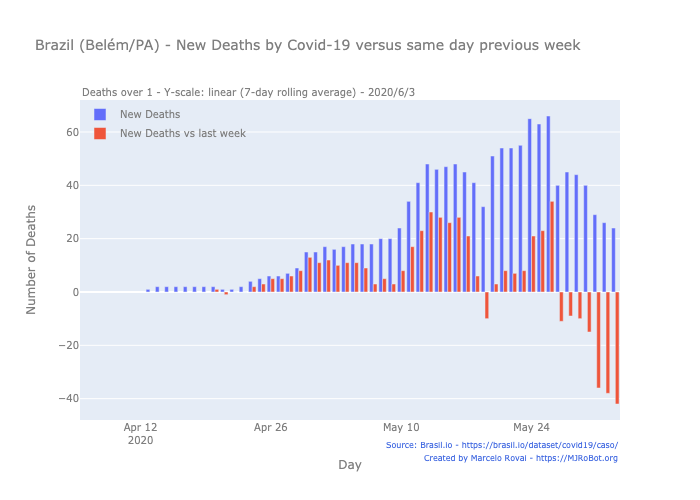 Brazil (Belém/PA) - New Deaths by Covid-19 versus same day previous week
Deaths over 1 - Y-scale: linear (7-day rolling average) - 2020/6/3
New Deaths
New Deaths vs last week
60
40
20
0
−20
−40
Number of Deaths
Apr 12
2020
Apr 26
May 10
May 24
Day
Source: Brasil.io - https://brasil.io/dataset/covid19/caso/
Created by Marcelo Rovai - https://MJRoBot.org